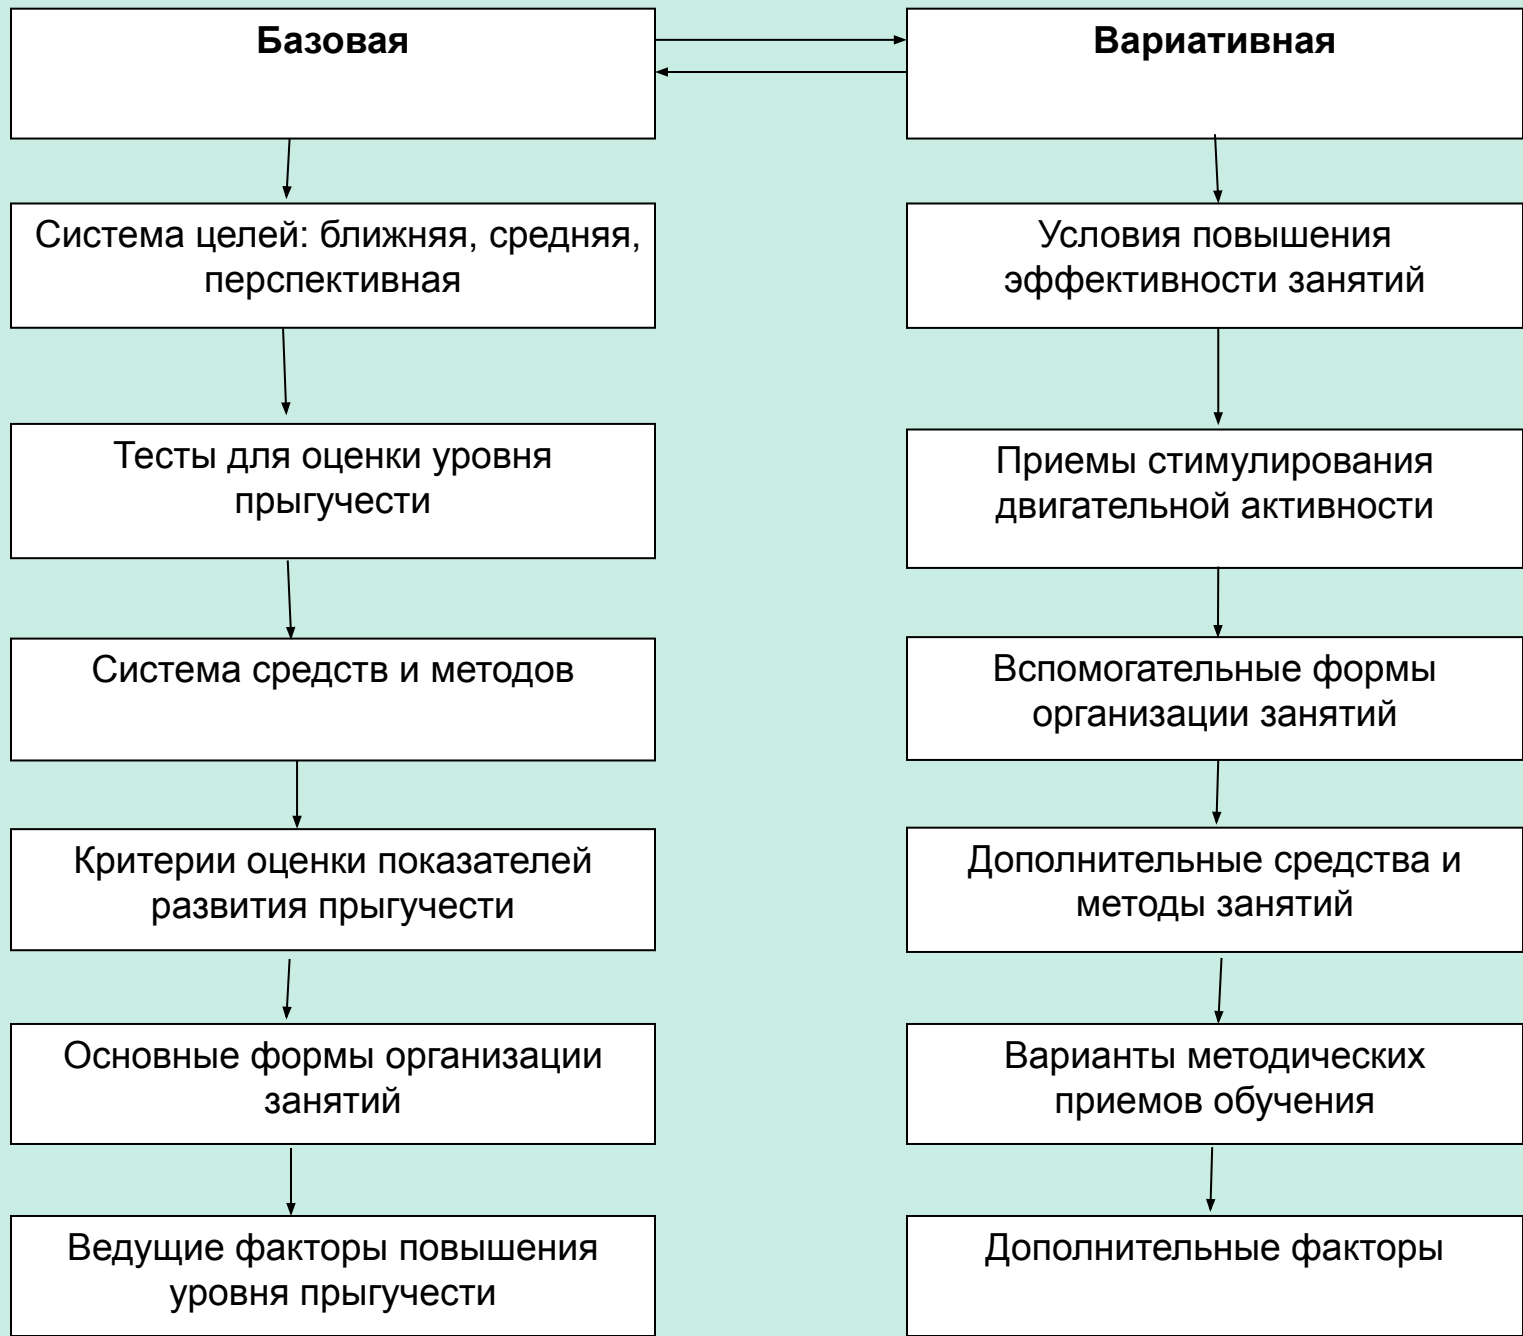 Базовая
Вариативная
Система целей: ближняя, средняя,
перспективная
Условия повышения
эффективности занятий
Тесты для оценки уровня
прыгучести
Приемы стимулирования
двигательной активности
Система средств и методов
Вспомогательные формы
организации занятий
Критерии оценки показателей
развития прыгучести
Дополнительные средства и
методы занятий
Основные формы организации
занятий
Варианты методических
приемов обучения
Ведущие факторы повышения
уровня прыгучести
Дополнительные факторы